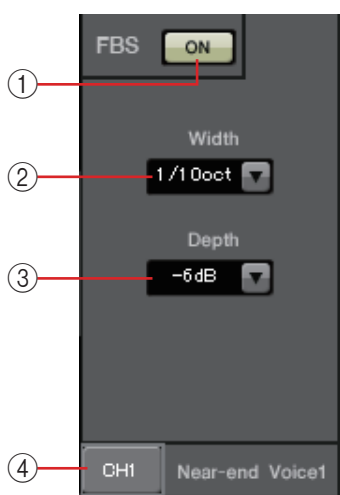 FBS ON
①
Width
② 1/10oct
Depth
③ -6dB
④ CH1 Near-end Voice1